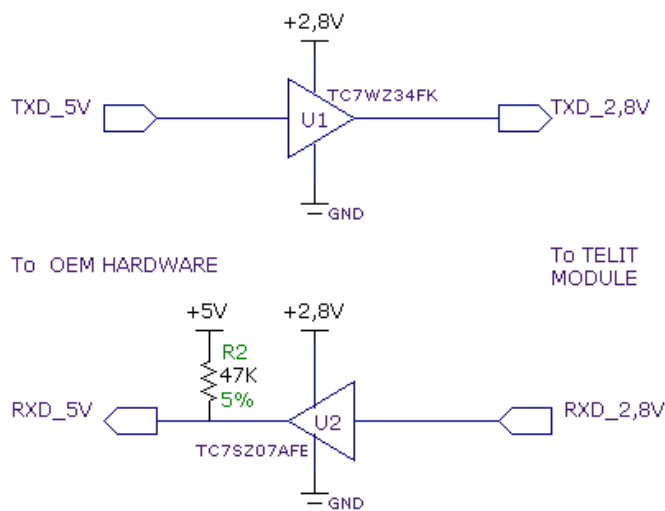 +2,8V
TXD_5V
TC7WZ34FK
TXD_2,8V
U1
GND
To OEM HARDWARE
To TELIT
MODULE
+5V
+2,8V
R2
47K
5%
RXD_5V
U2
RXD_2,8V
TC7SZ07AFE
GND